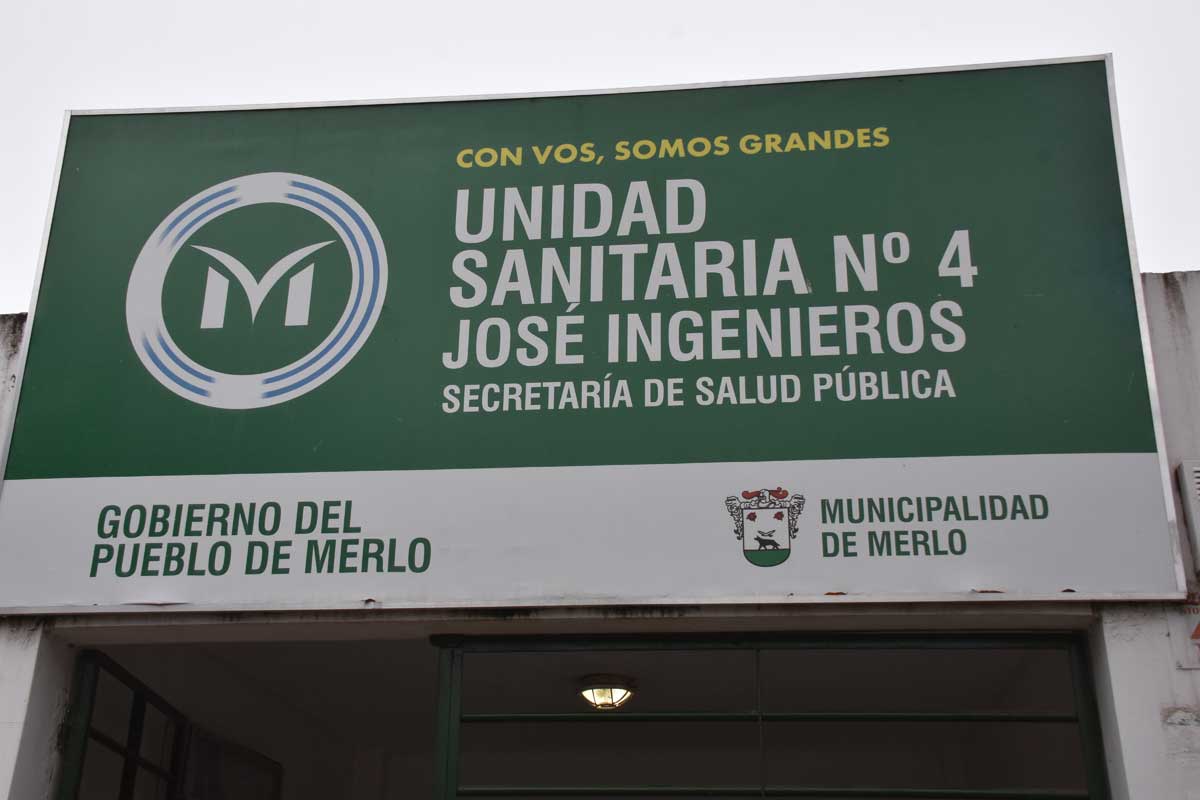 CON VOS, SOMOS GRANDES
UNIDAD
SANITARIA Nº 4
JOSÉ INGENIEROS
SECRETARÍA DE SALUD PÚBLICA
M
GOBIERNO DEL
PUEBLO DE MERLO
MUNICIPALIDAD
DE MERLO